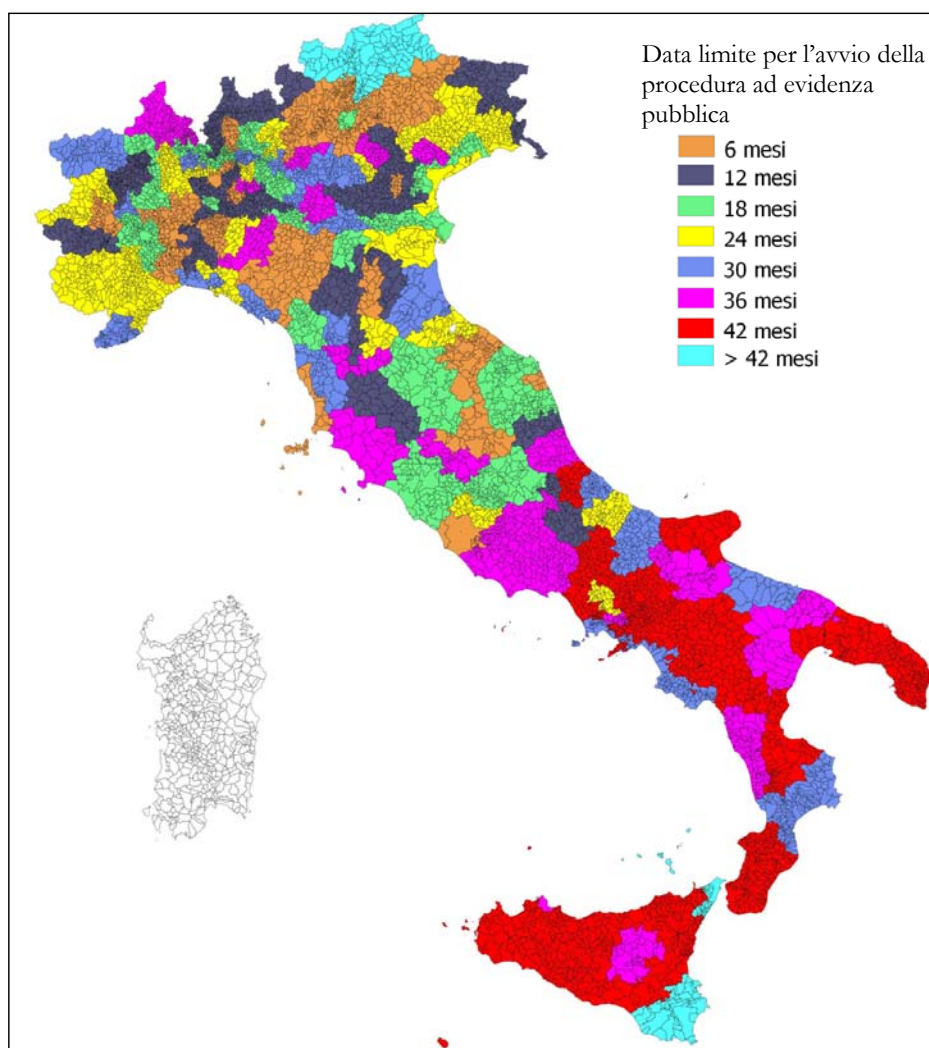 Data limite per l’avvio della
procedura ad evidenza
pubblica
6 mesi
12 mesi
18 mesi
24 mesi
30 mesi
36 mesi
42 mesi
> 42 mesi